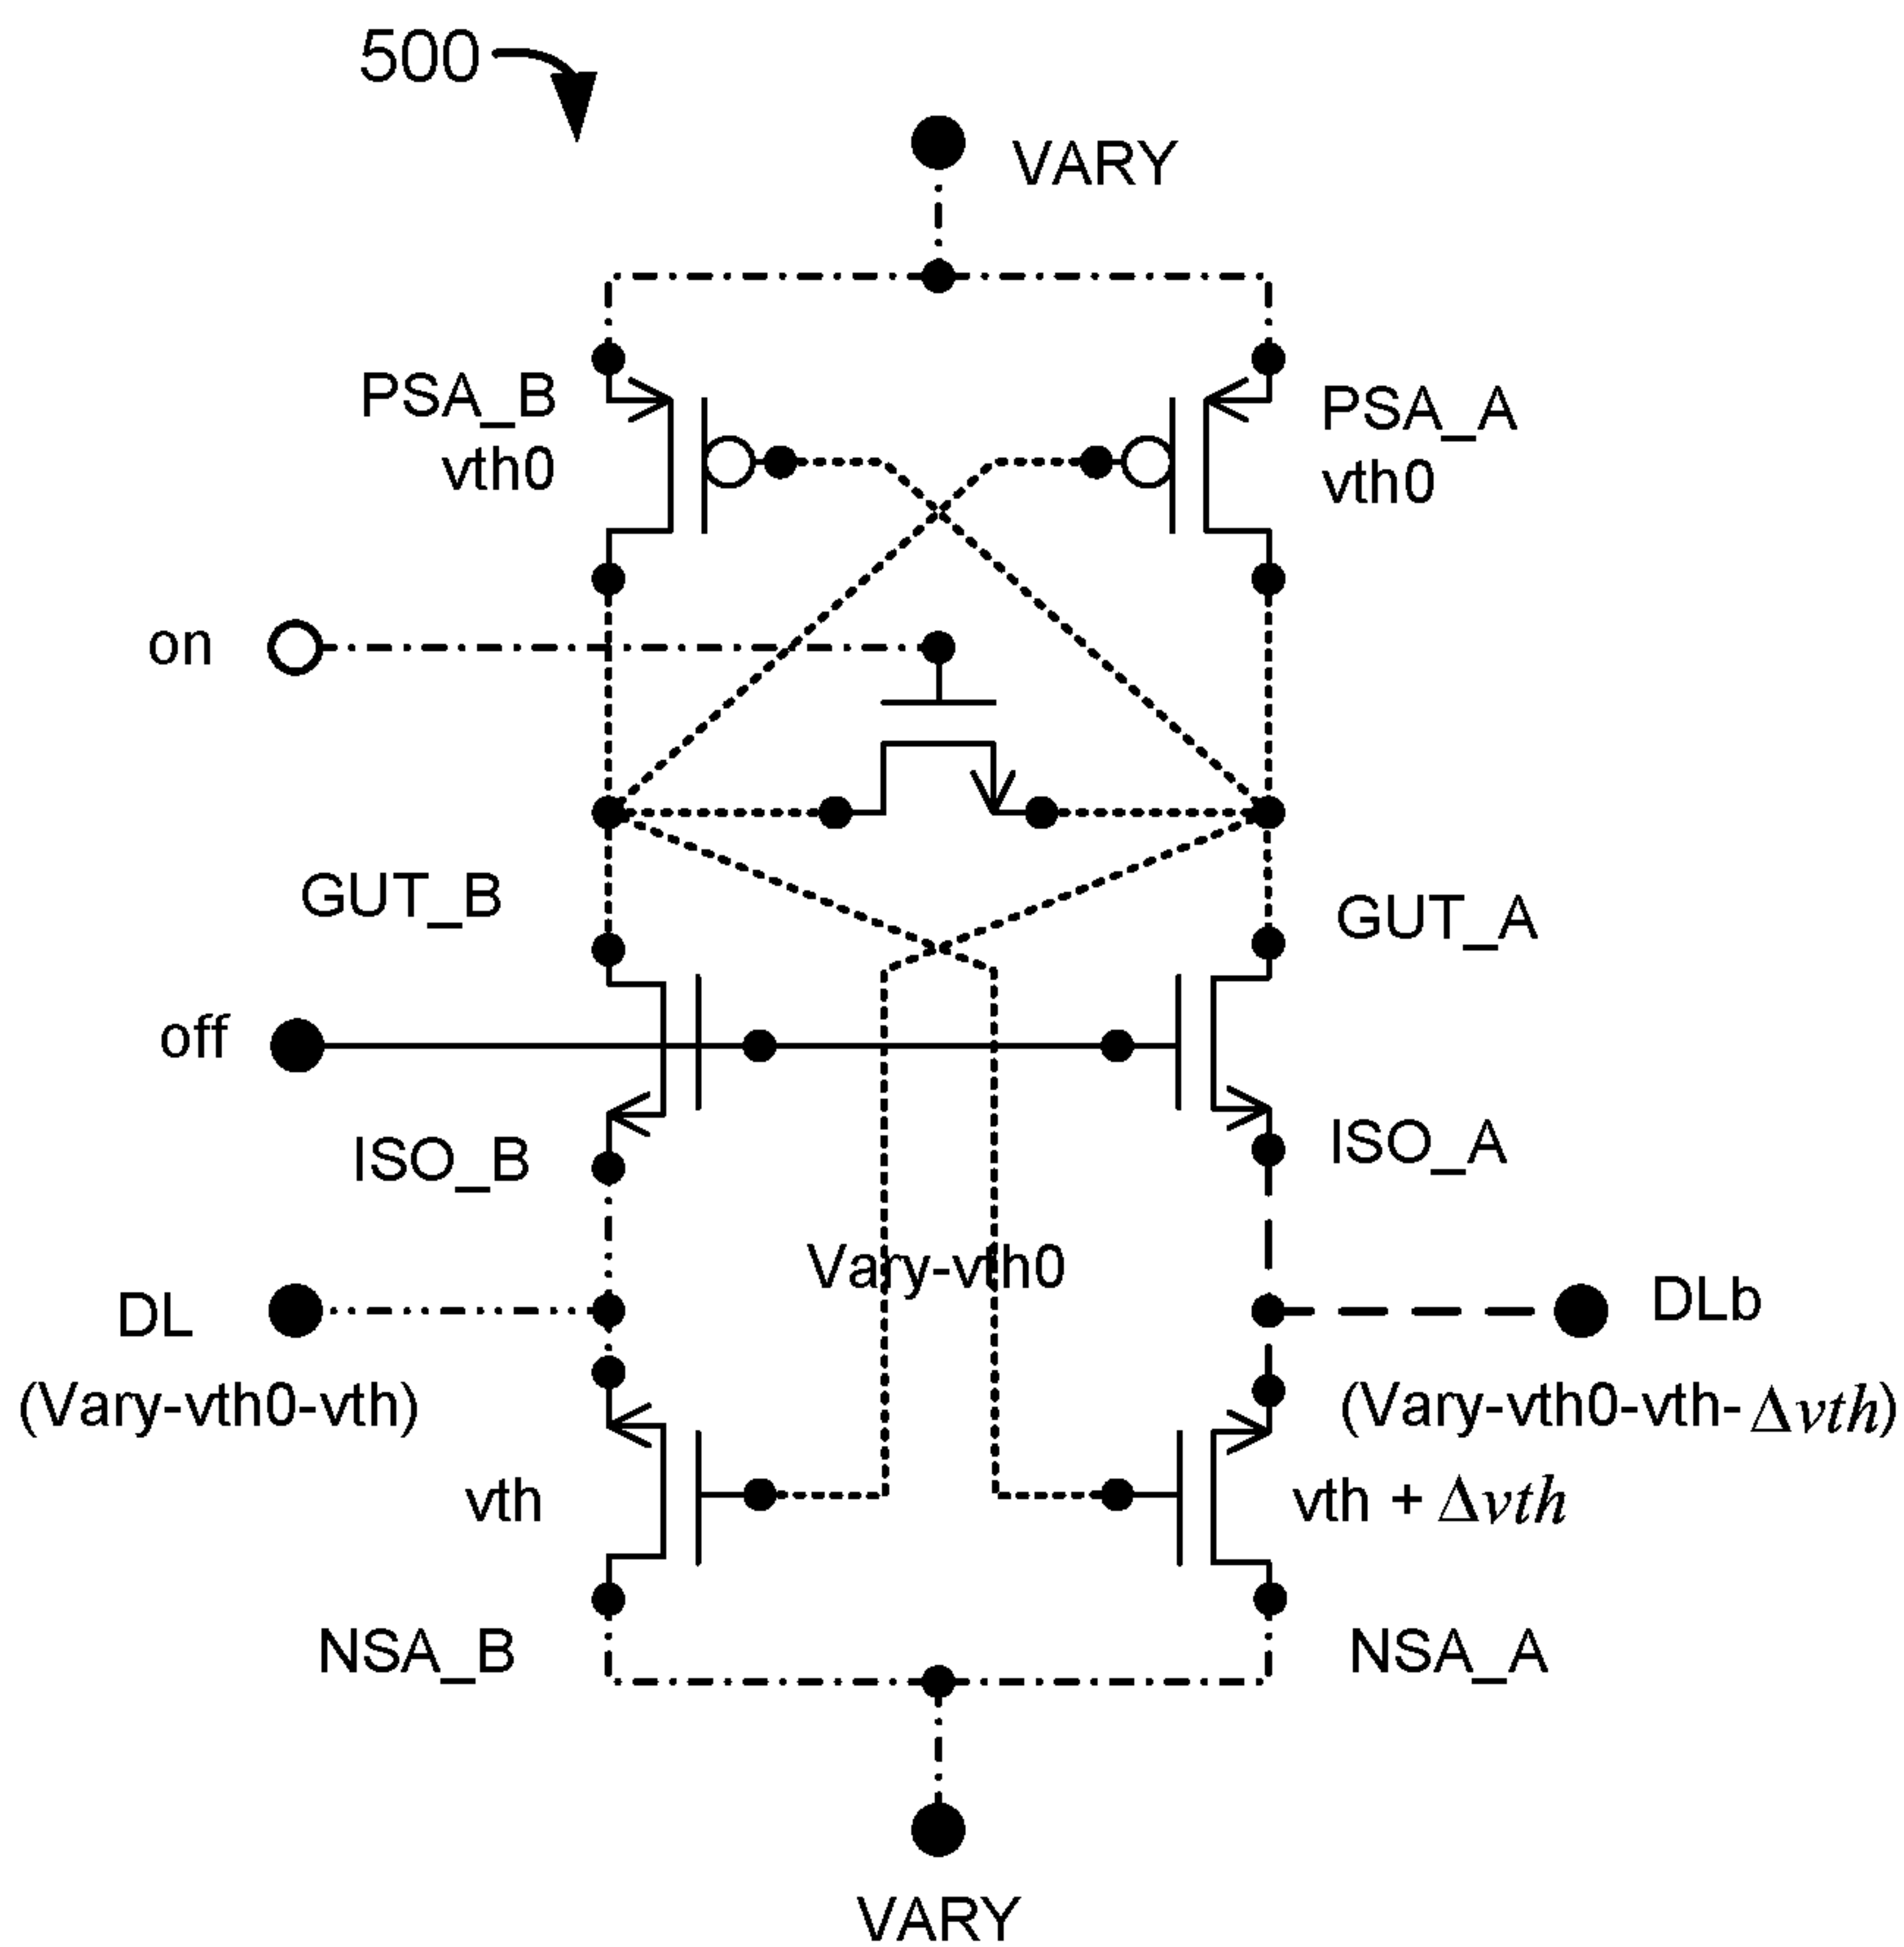 500
VARY
PSA_B
vth0
PSA_A
vth0
on
GUT_B
GUT_A
off
ISO_B
ISO_A
Vary-vth0
DL
(Vary-vth0-vth)
DLb
(Vary-vth0-vth-Δvth)
vth
vth + Δvth
NSA_B
NSA_A
VARY